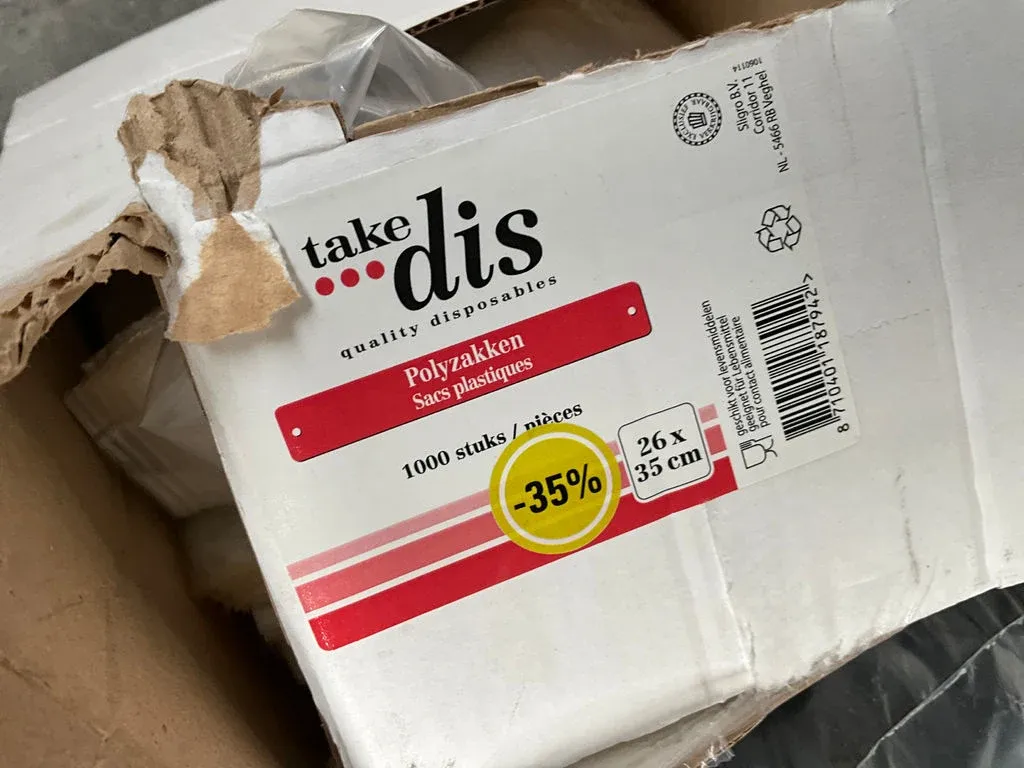 take
dis
quality disposables
Polyzakken
Sacs plastiques
1000 stuks / pièces
-35%
26 x
35 cm
geschikt voor levensmiddelen
geeignet für Lebensmittel
pour contact alimentaire
8 710401 187942 >
1060114
Sligro B.V.
Corridor 11
NL - 5466 RB Veghel